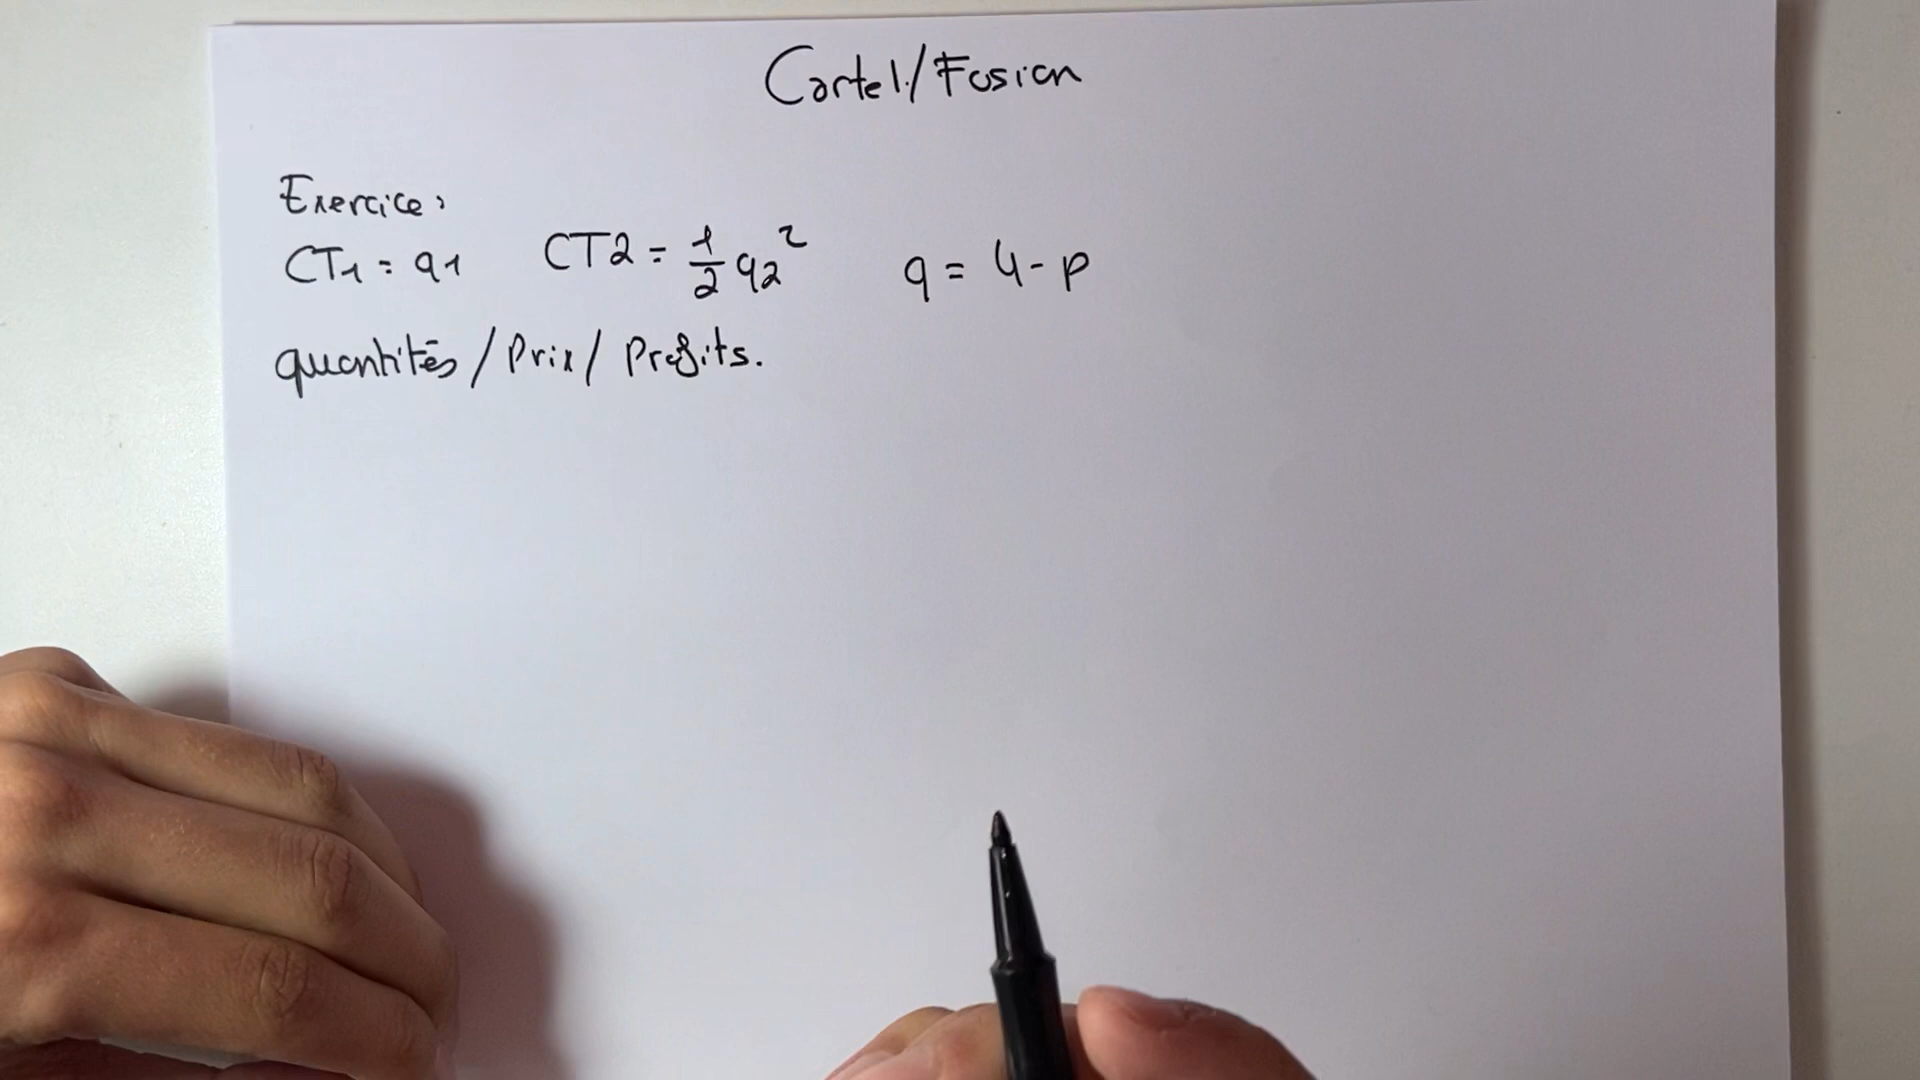 Cartel/Fusion
Exercice :
CT1 = q1 CT2 = 1/2 q2² q = 4 - p
quantités / Prix / Profits.